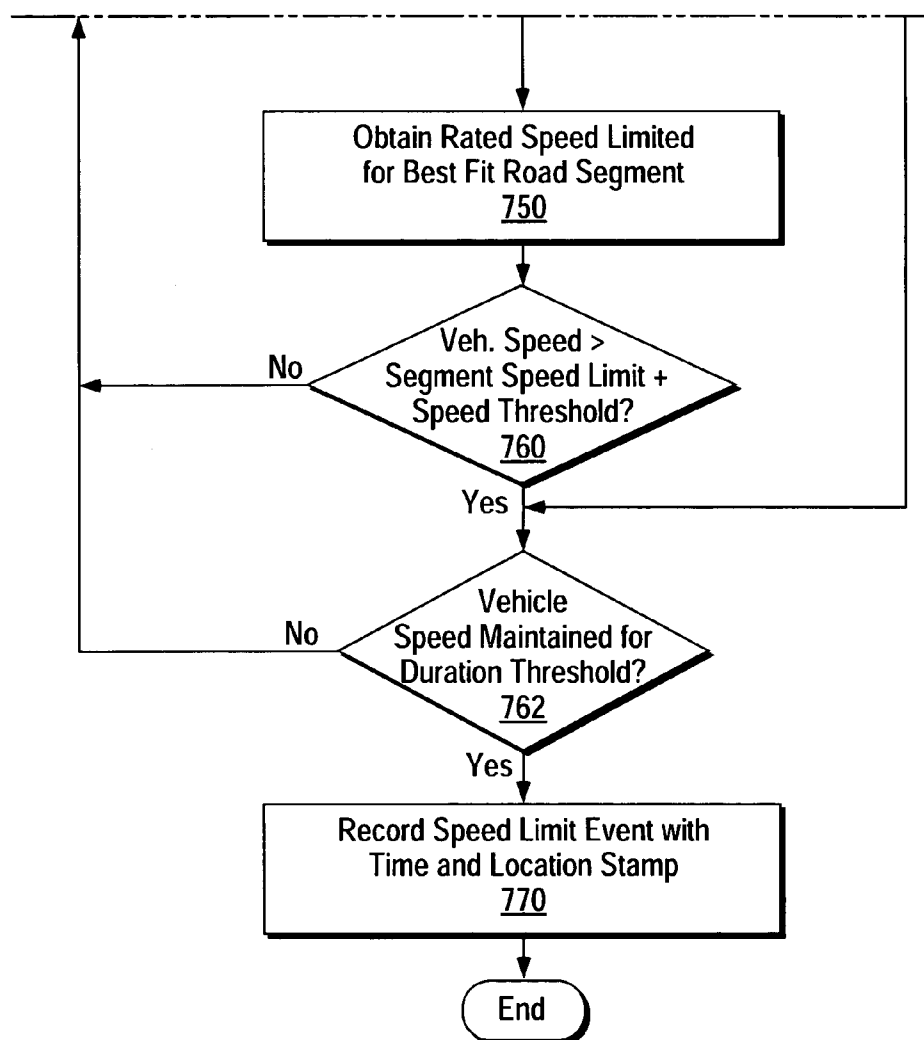 Obtain Rated Speed Limited
for Best Fit Road Segment
750
Veh. Speed >
No
Segment Speed Limit +
Speed Threshold?
760
Yes
Vehicle
No
Speed Maintained for
Duration Threshold?
762
Yes
Record Speed Limit Event with
Time and Location Stamp
770
End